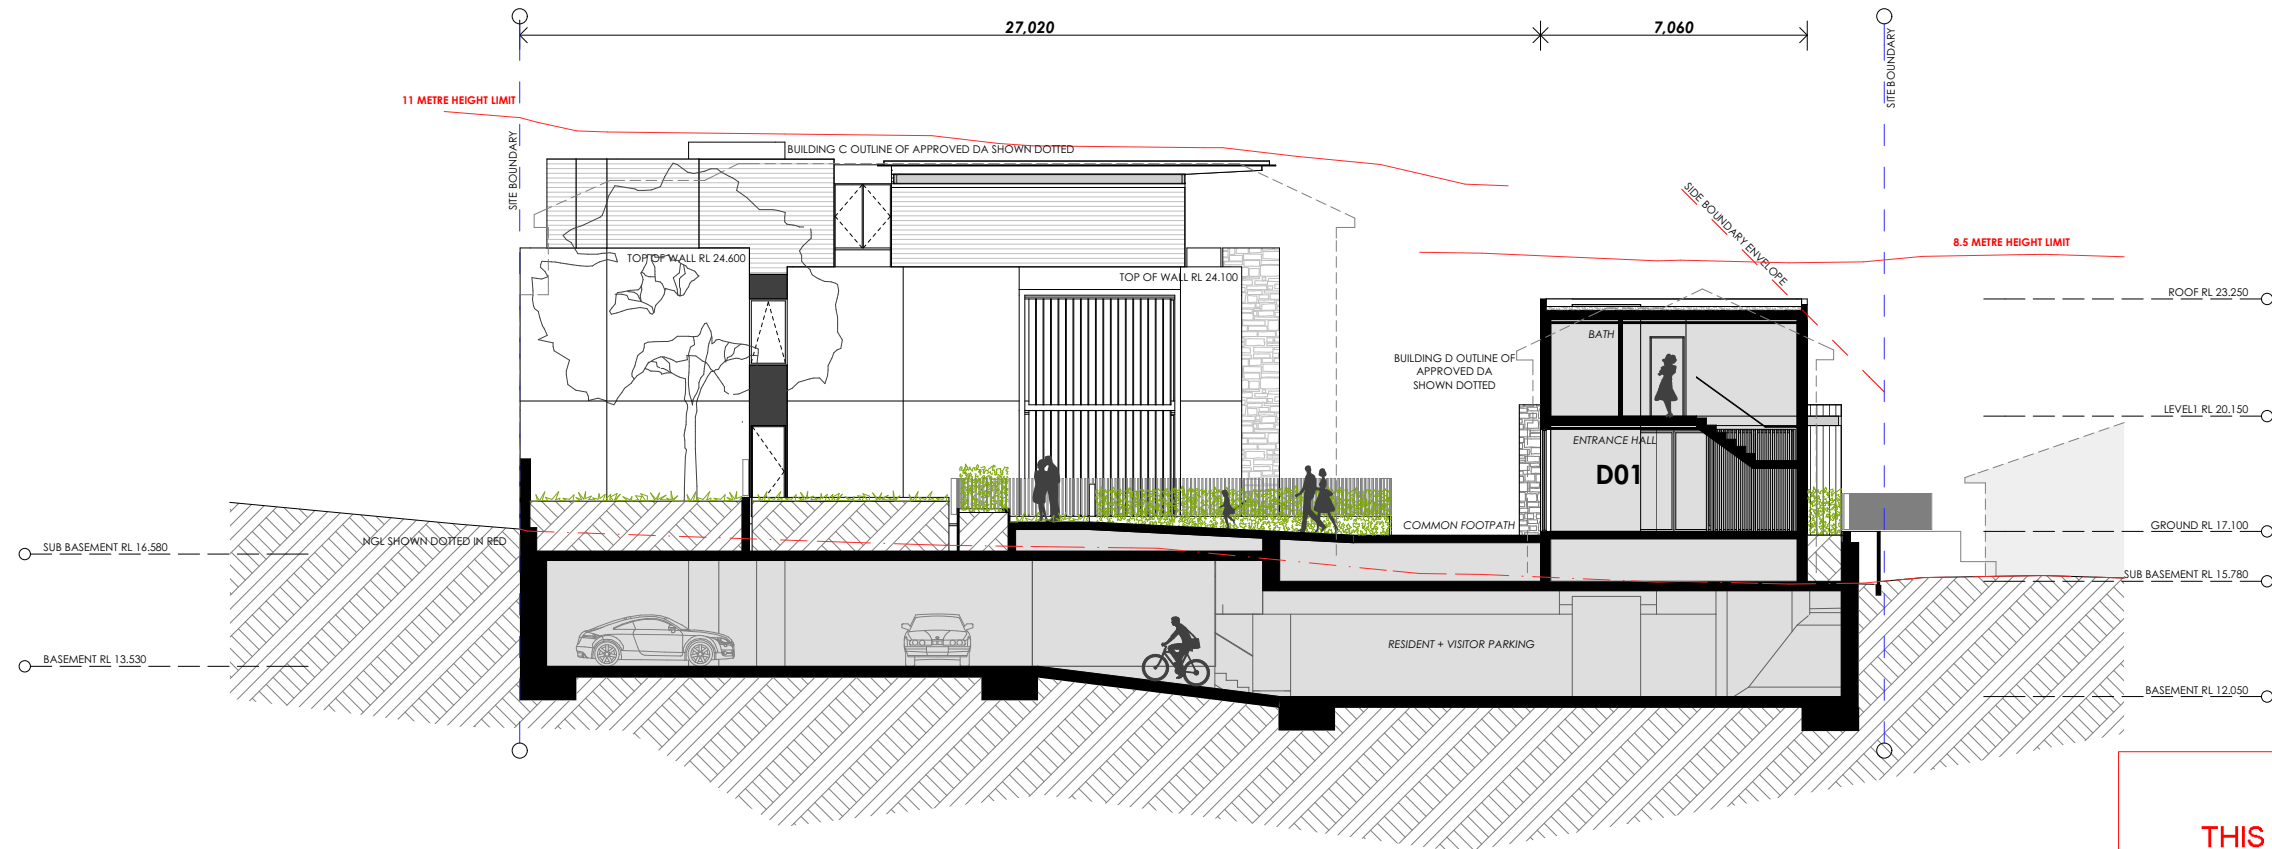 27,020
7,060
SITE BOUNDARY
11 METRE HEIGHT LIMIT
SITE BOUNDARY
BUILDING C OUTLINE OF APPROVED DA SHOWN DOTTED
SIDE BOUNDARY ENVELOPE
8.5 METRE HEIGHT LIMIT
TOP OF WALL RL 24.600
TOP OF WALL RL 24.100
ROOF RL 23.250
BATH
BUILDING D OUTLINE OF
APPROVED DA
SHOWN DOTTED
LEVEL1 RL 20.150
ENTRANCE HALL
D01
COMMON FOOTPATH
GROUND RL 17.100
NGL SHOWN DOTTED IN RED
SUB BASEMENT RL 16.580
SUB BASEMENT RL 15.780
RESIDENT + VISITOR PARKING
BASEMENT RL 13.530
BASEMENT RL 12.050
THIS